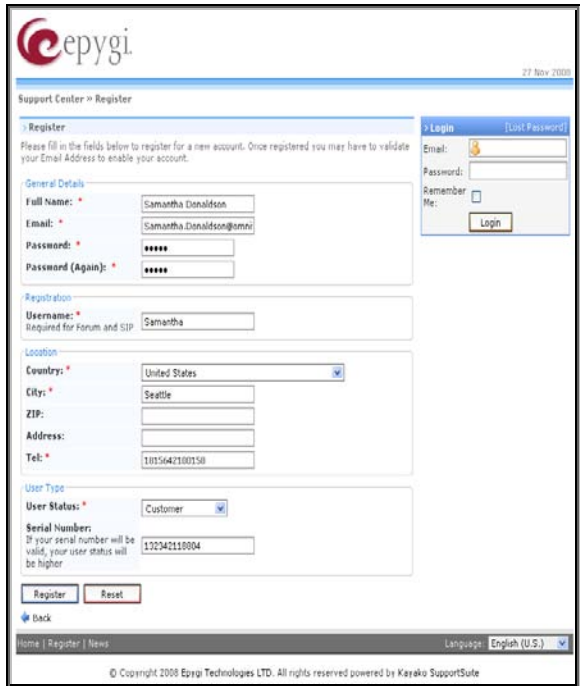 epygi
27 Nov 2008
Support Center » Register
> Register
Please fill in the fields below to register for a new account. Once registered you may have to validate
your Email Address to enable your account.
General Details
Full Name: * Samantha Donaldson
Email: * Samantha.Donaldson@omni
Password: * •••••
Password (Again): * •••••
Registration
Username: * Samantha
Required for Forum and SIP
Location
Country: * United States
City: * Seattle
ZIP:
Address:
Tel: * 1815642100150
User Type
User Status: * Customer
Serial Number:
If your serial number will be
valid, your user status will
be higher
132342118804
Register Reset
Back
> Login [Lost Password]
Email:
Password:
Remember
Me:
Login
Home | Register | News
Language: English (U.S.)
© Copyright 2008 Epygi Technologies LTD. All rights reserved powered by Kayako SupportSuite